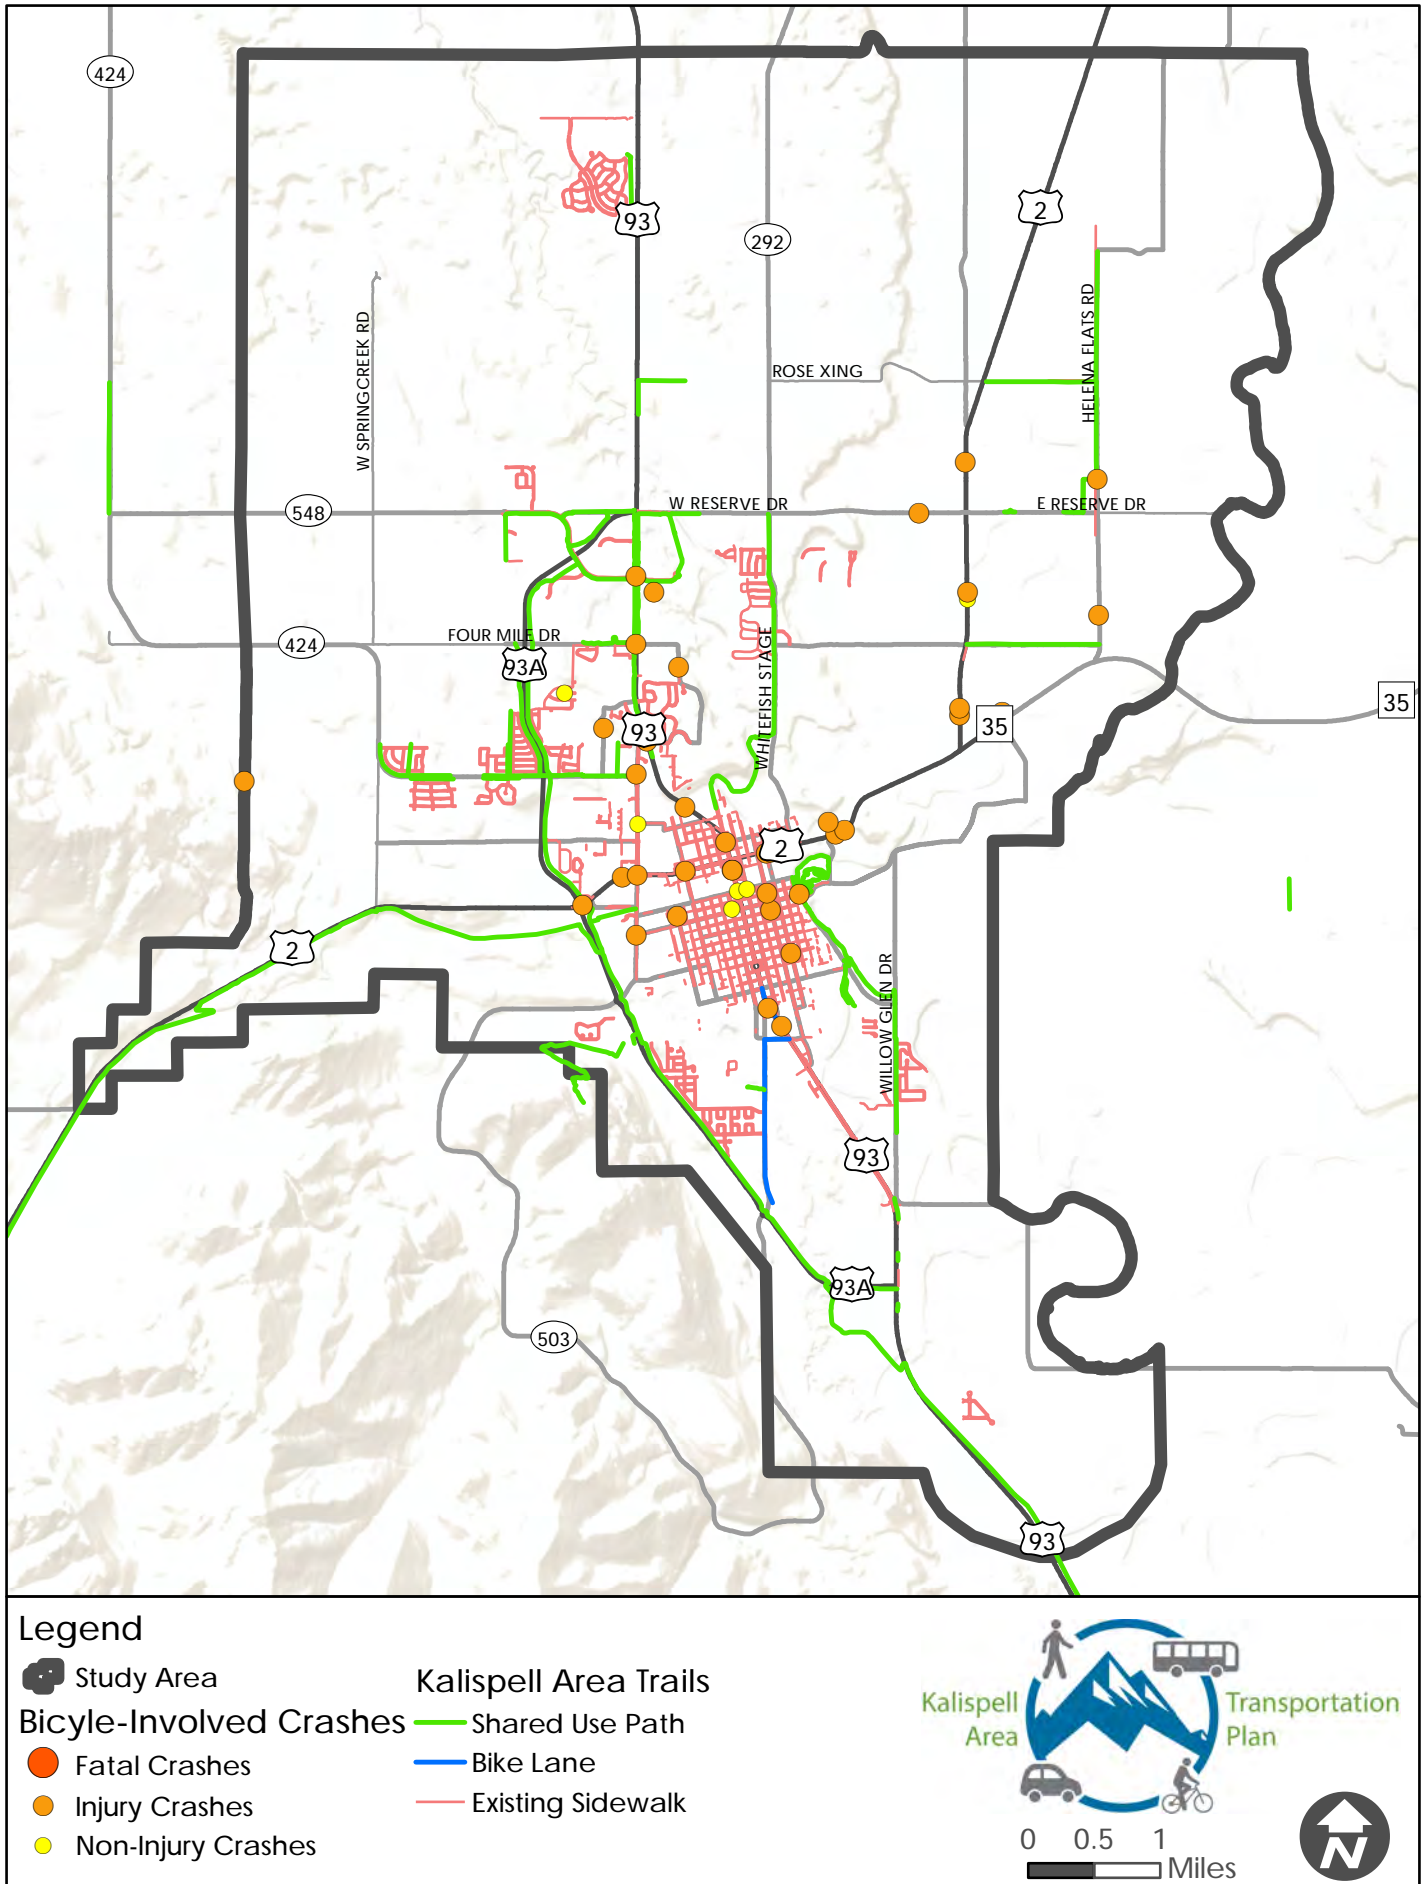 424
93
2
292
W SPRINGCREEK RD
HELENA FLATS RD
ROSE XING
W RESERVE DR
E RESERVE DR
548
FOUR MILE DR
424
93A
WHITEFISH STAGE
35
35
93
2
2
WILLOW GLEN DR
93
93A
503
93
Legend
Study Area
Bicyle-Involved Crashes
Fatal Crashes
Injury Crashes
Non-Injury Crashes
Kalispell Area Trails
Shared Use Path
Bike Lane
Existing Sidewalk
Kalispell
Area
Transportation
Plan
0 0.5 1
Miles
N